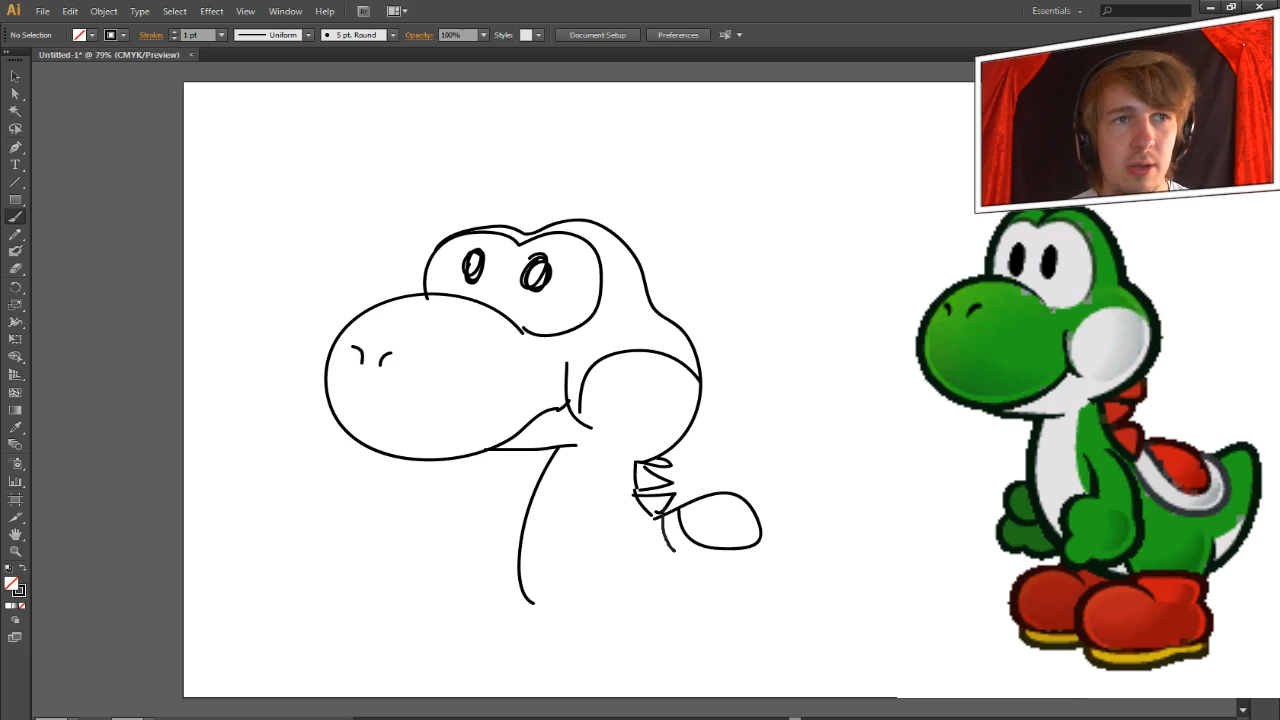 Ai File Edit Object Type Select Effect View Window Help Br Essentials
No Selection Stroke: 1 pt Uniform 5 pt. Round Opacity: 100% Styles Document Setup Preferences
Untitled-1* @ 79% (CMYK/Preview) ×
T